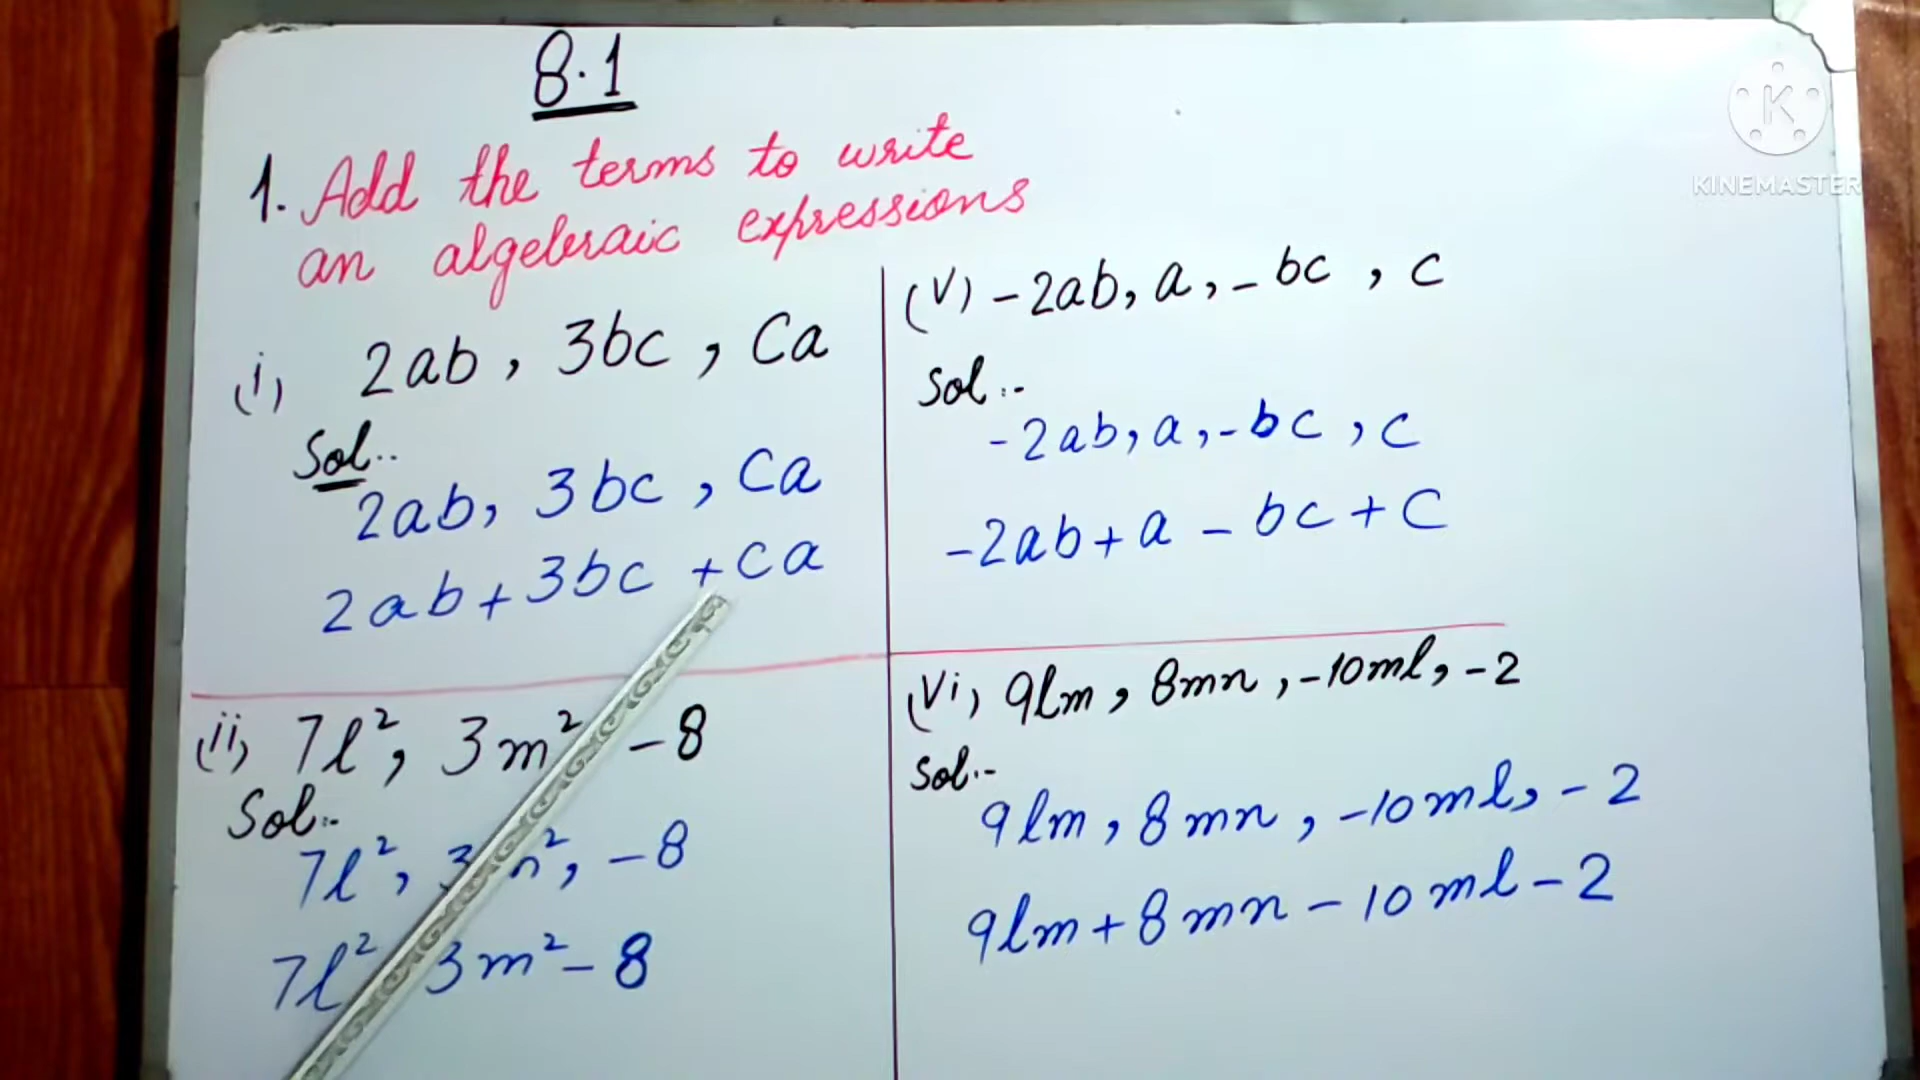 8.1
1. Add the terms to write
an algebraic expressions
(i) 2ab, 3bc, Ca
Sol..
2ab, 3bc, Ca
2ab+3bc+ca
(ii) 7l², 3m² -8
Sol:-
7l², 3m², -8
7l² 3m²-8
(V) -2ab, a, -bc, c
Sol:-
-2ab, a, -bc, c
-2ab+a-bc+c
(Vi) 9lm, 8mn, -10ml, -2
Sol:-
9lm, 8mn, -10ml, -2
9lm+8mn-10ml-2
K
KINEMASTER